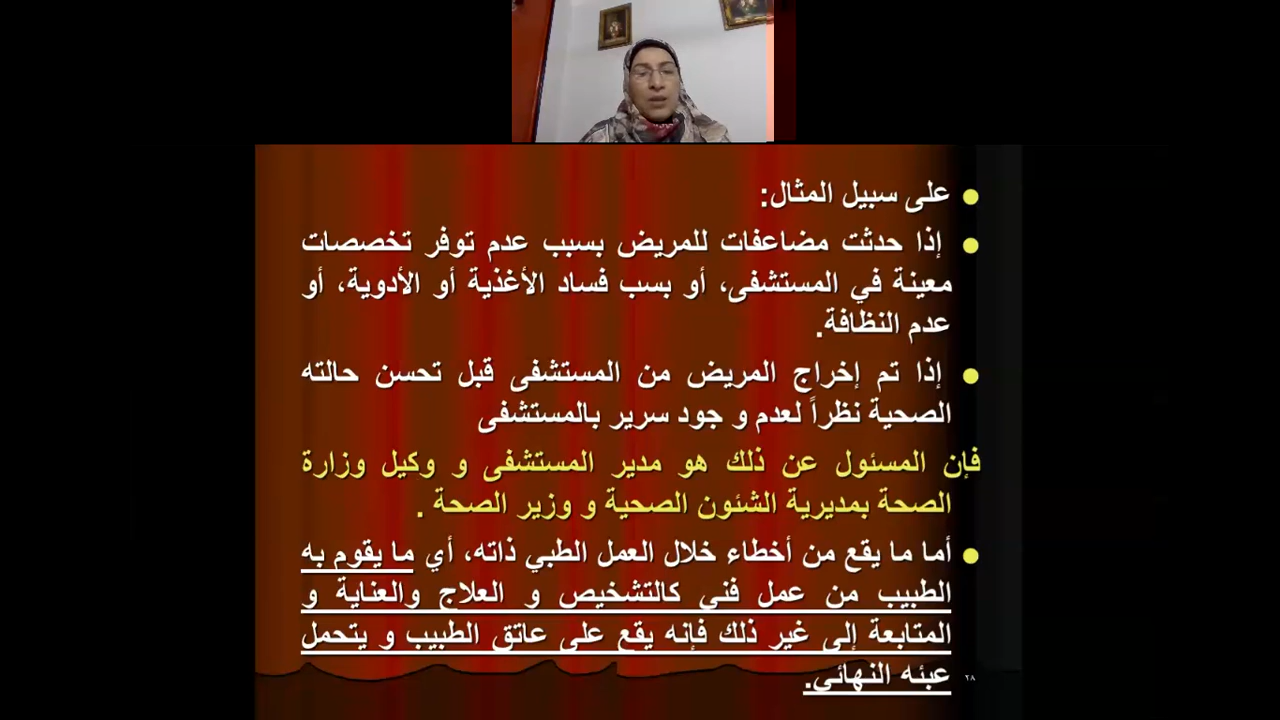 على سبيل المثال:
إذا حدثت مضاعفات للمريض بسبب عدم توفر تخصصات
معينة في المستشفى، أو بسب فساد الأغذية أو الأدوية، أو
عدم النظافة.
إذا تم إخراج المريض من المستشفى قبل تحسن حالته
الصحية نظراً لعدم و جود سرير بالمستشفى
فإن المسئول عن ذلك هو مدير المستشفى و وكيل وزارة
الصحة بمديرية الشئون الصحية و وزير الصحة .
أما ما يقع من أخطاء خلال العمل الطبي ذاته، أي ما يقوم به
الطبيب من عمل فني كالتشخيص و العلاج والعناية و
المتابعة إلى غير ذلك فإنه يقع على عاتق الطبيب و يتحمل
عبئه النهائي.
٢٨